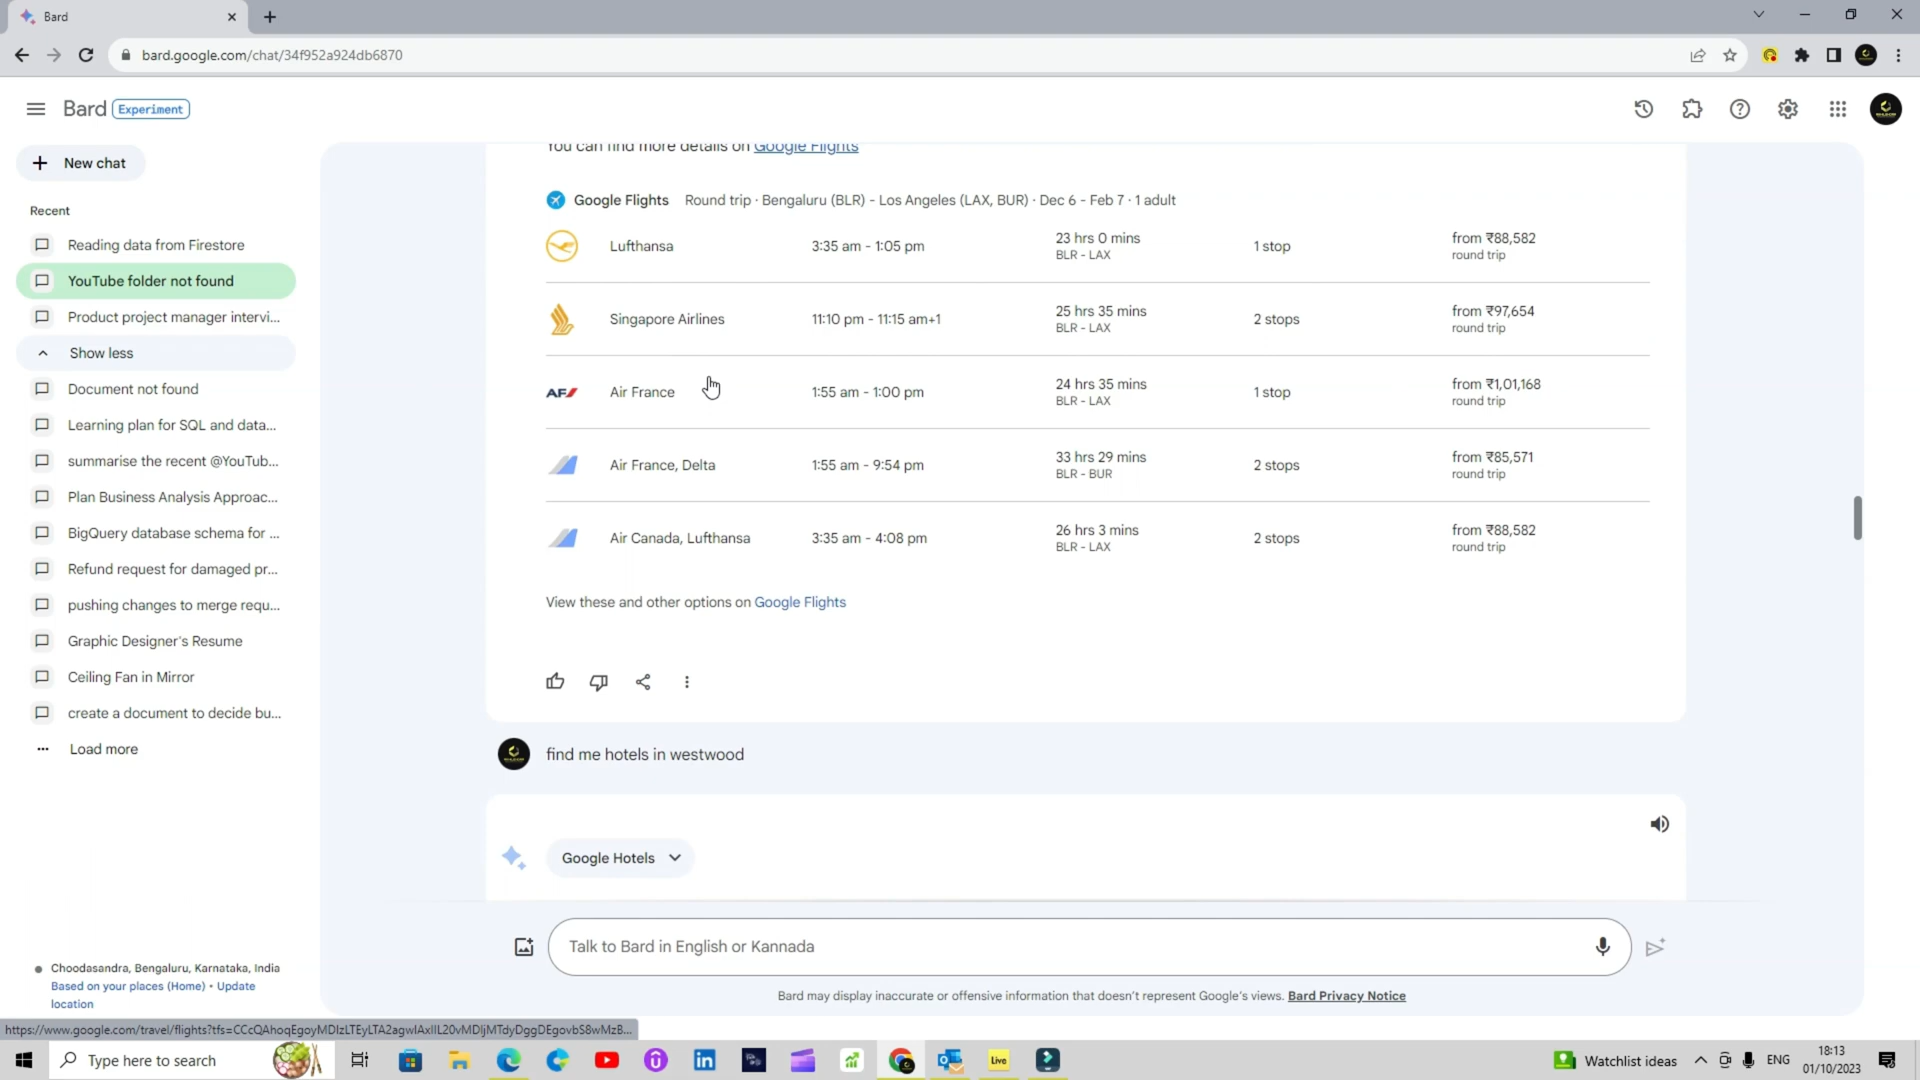 Bard
bard.google.com/chat/34f952a924db6870
Bard Experiment
New chat
Recent
Reading data from Firestore
YouTube folder not found
Product project manager intervi...
Show less
Document not found
Learning plan for SQL and data...
summarise the recent @YouTub...
Plan Business Analysis Approac...
BigQuery database schema for ...
Refund request for damaged pr...
pushing changes to merge requ...
Graphic Designer's Resume
Ceiling Fan in Mirror
create a document to decide bu...
Load more
Choodasandra, Bengaluru, Karnataka, India
Based on your places (Home) • Update
location
You can find more details on Google Flights
Google Flights Round trip · Bengaluru (BLR) - Los Angeles (LAX, BUR) · Dec 6 - Feb 7 · 1 adult
Lufthansa 3:35 am - 1:05 pm 23 hrs 0 mins 1 stop from ₹88,582
BLR - LAX round trip
Singapore Airlines 11:10 pm - 11:15 am+1 25 hrs 35 mins 2 stops from ₹97,654
BLR - LAX round trip
AF Air France 1:55 am - 1:00 pm 24 hrs 35 mins 1 stop from ₹1,01,168
BLR - LAX round trip
Air France, Delta 1:55 am - 9:54 pm 33 hrs 29 mins 2 stops from ₹85,571
BLR - BUR round trip
Air Canada, Lufthansa 3:35 am - 4:08 pm 26 hrs 3 mins 2 stops from ₹88,582
BLR - LAX round trip
View these and other options on Google Flights
find me hotels in westwood
Google Hotels
Talk to Bard in English or Kannada
Bard may display inaccurate or offensive information that doesn't represent Google's views. Bard Privacy Notice
Type here to search
Live
Watchlist ideas
ENG
18:13
01/10/2023